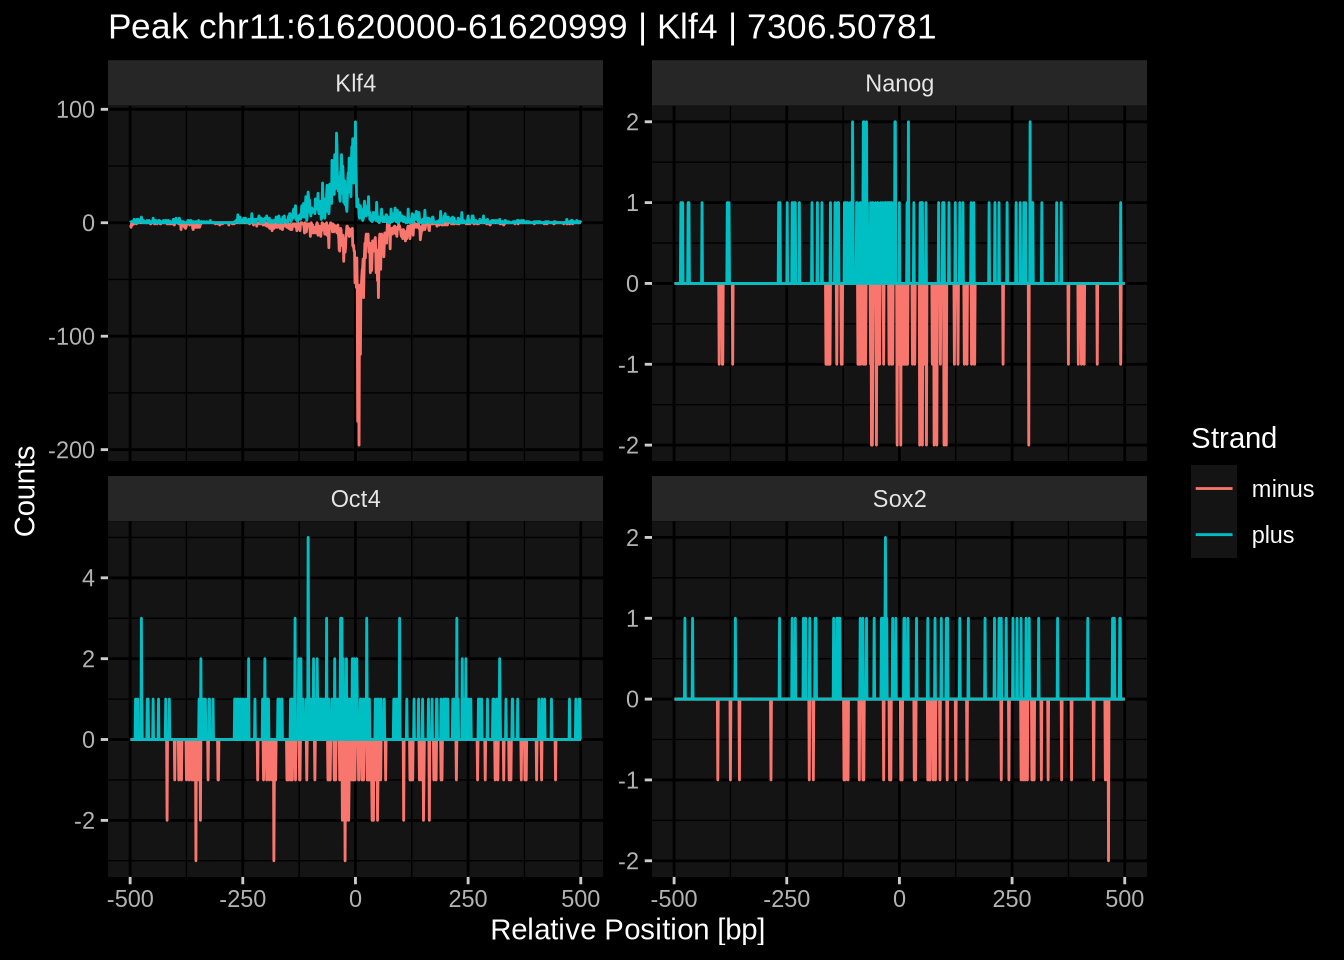 Peak chr11:61620000-61620999 | Klf4 | 7306.50781
Klf4
Nanog
100
0
-100
-200
2
1
0
-1
-2
Oct4
Sox2
4
2
0
-2
2
1
0
-1
-2
-500 -250 0 250 500
-500 -250 0 250 500
Relative Position [bp]
Counts
Strand
minus
plus